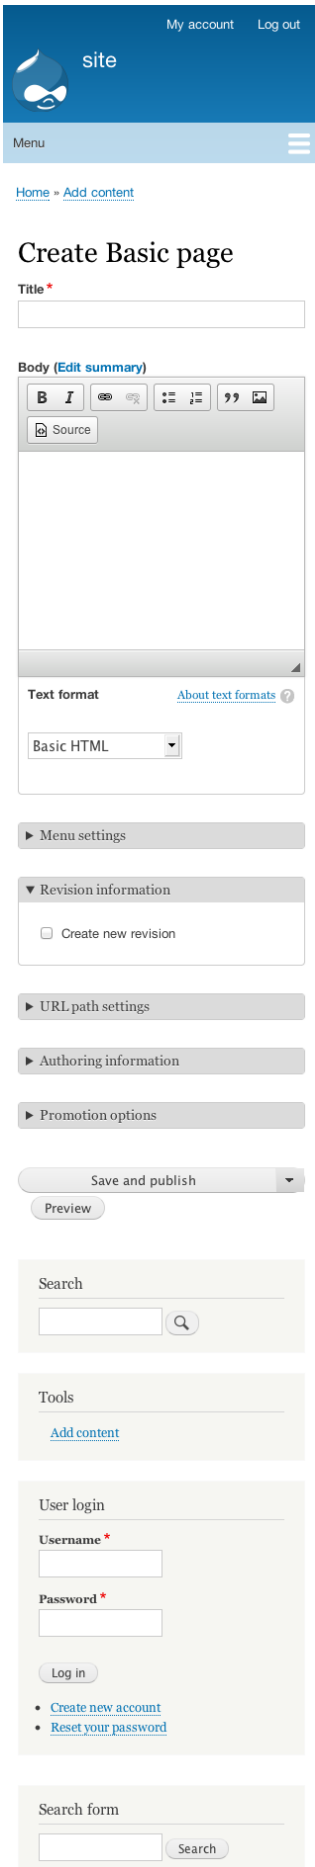 My account Log out
site
Menu
Home » Add content
Create Basic page
Title *
Body (Edit summary)
B I
Source
Text format About text formats ?
Basic HTML
Menu settings
Revision information
Create new revision
URL path settings
Authoring information
Promotion options
Save and publish
Preview
Search
Tools
Add content
User login
Username *
Password *
Log in
• Create new account
• Reset your password
Search form
Search